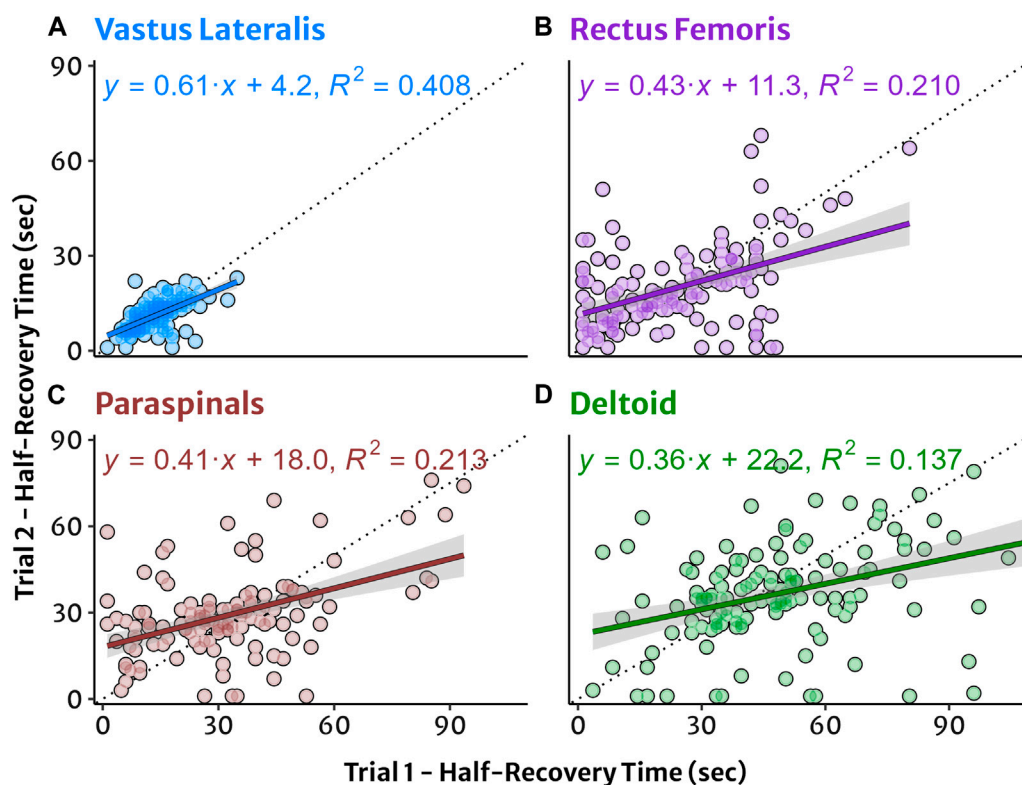 A Vastus Lateralis
y = 0.61·x + 4.2, R² = 0.408
B Rectus Femoris
y = 0.43·x + 11.3, R² = 0.210
90
60
30
0
C Paraspinals
y = 0.41·x + 18.0, R² = 0.213
D Deltoid
y = 0.36·x + 22.2, R² = 0.137
90
60
30
0
0 30 60 90
0 30 60 90
Trial 2 – Half-Recovery Time (sec)
Trial 1 – Half-Recovery Time (sec)